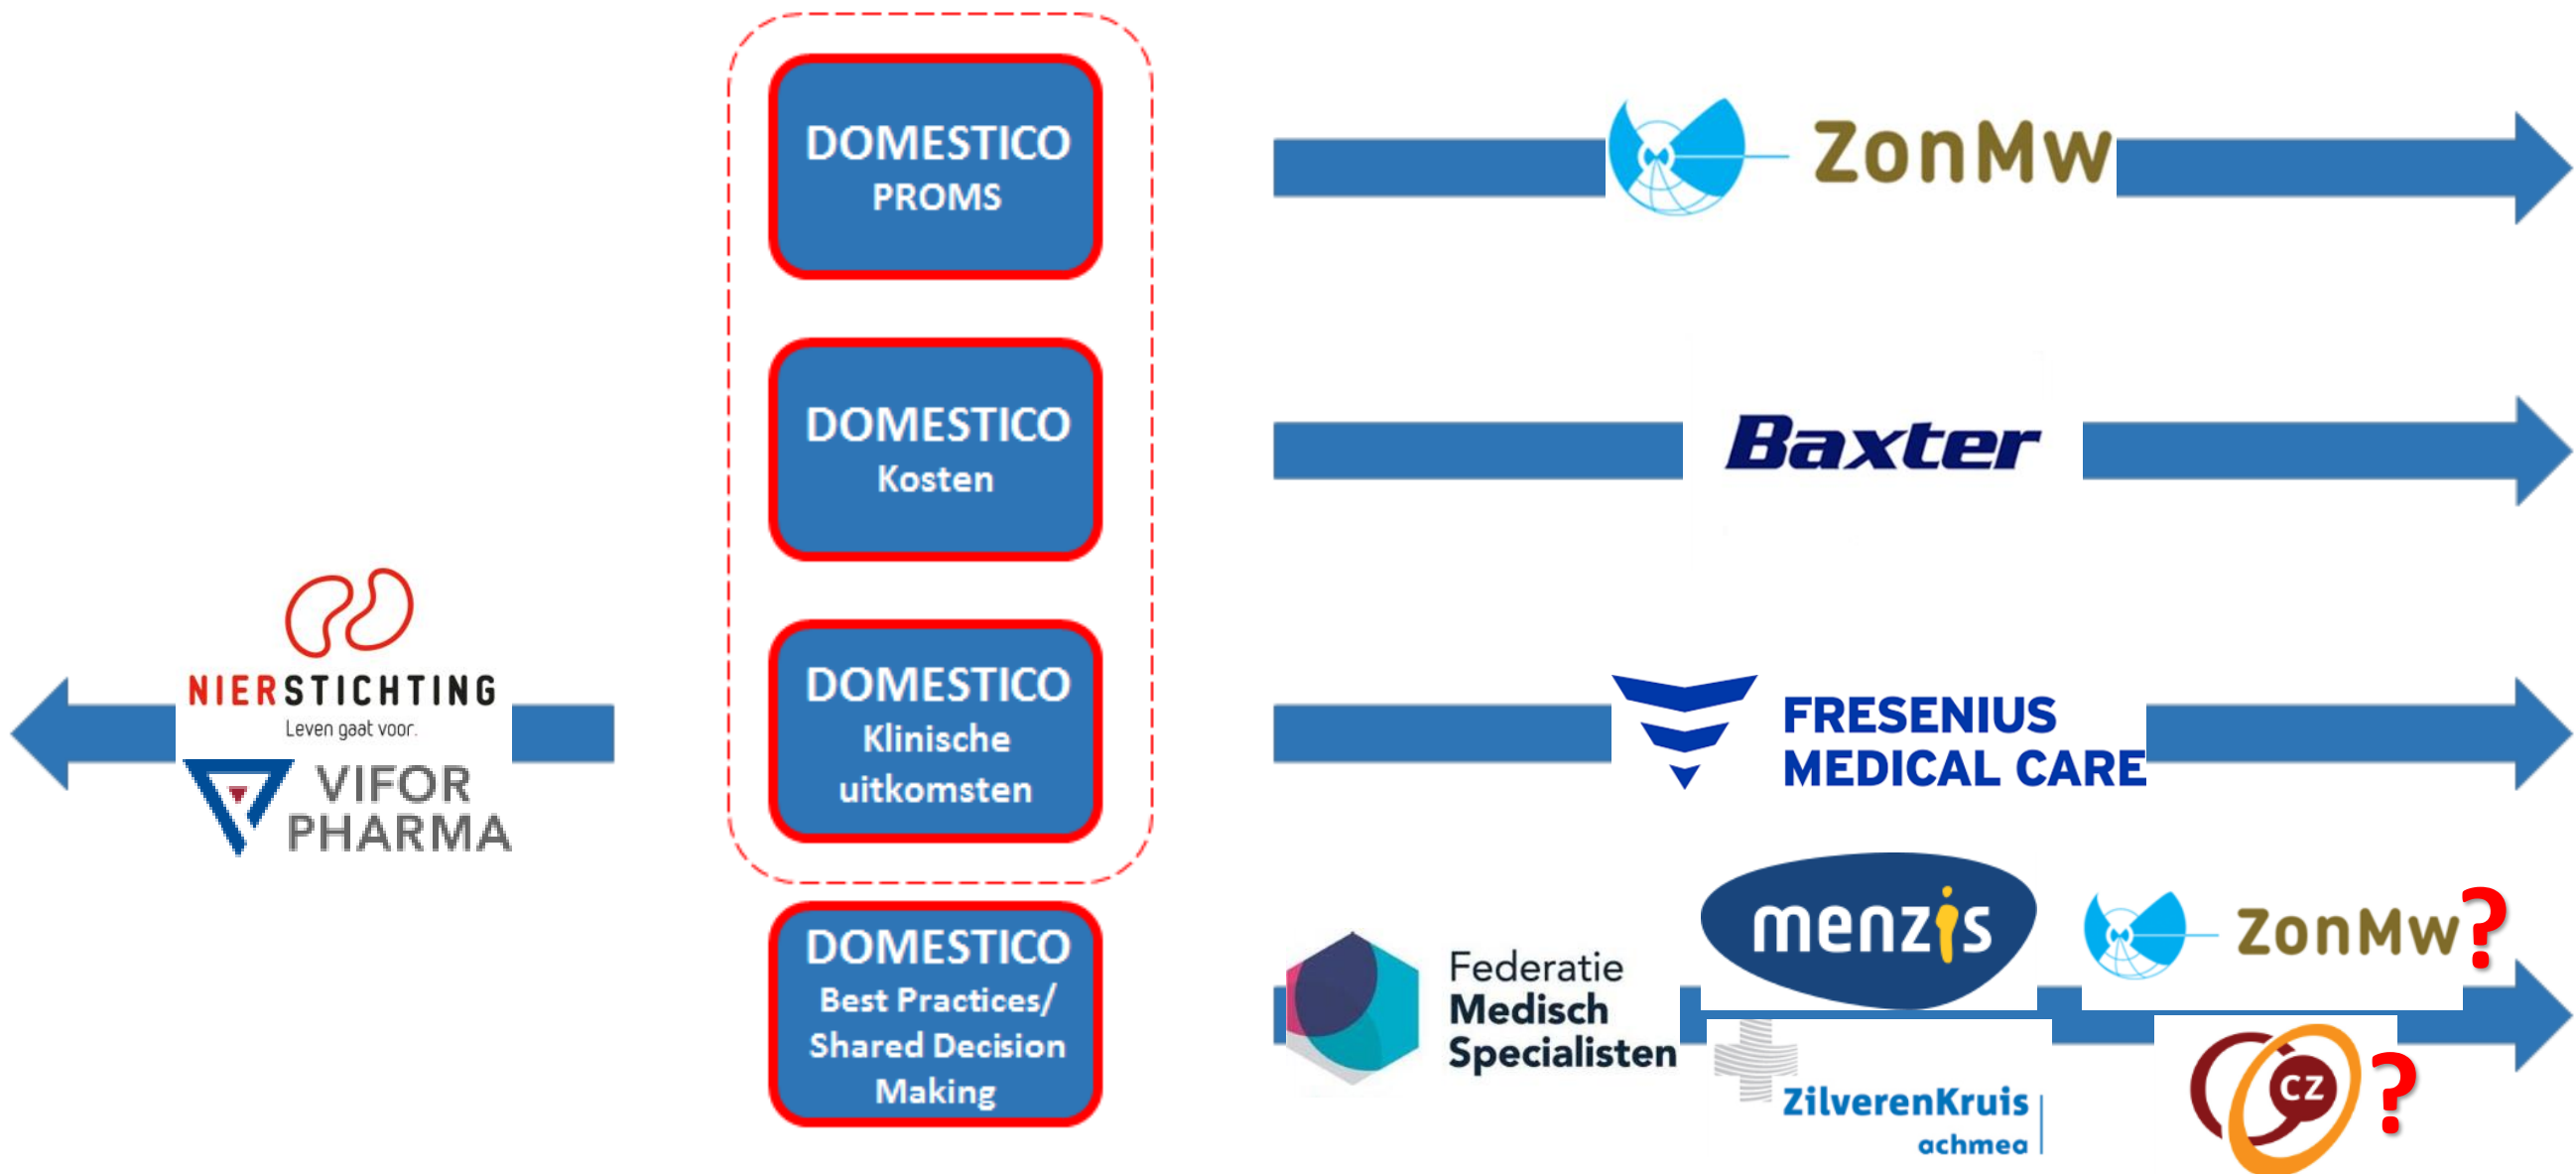 DOMESTICO
PROMS
ZonMw
DOMESTICO
Kosten
Baxter
NIERSTICHTING
Leven gaat voor.
VIFOR
PHARMA
DOMESTICO
Klinische
uitkomsten
FRESENIUS
MEDICAL CARE
DOMESTICO
Best Practices/
Shared Decision
Making
Federatie
Medisch
Specialisten
menzis
ZonMw?
ZilverenKruis
achmea
CZ
?